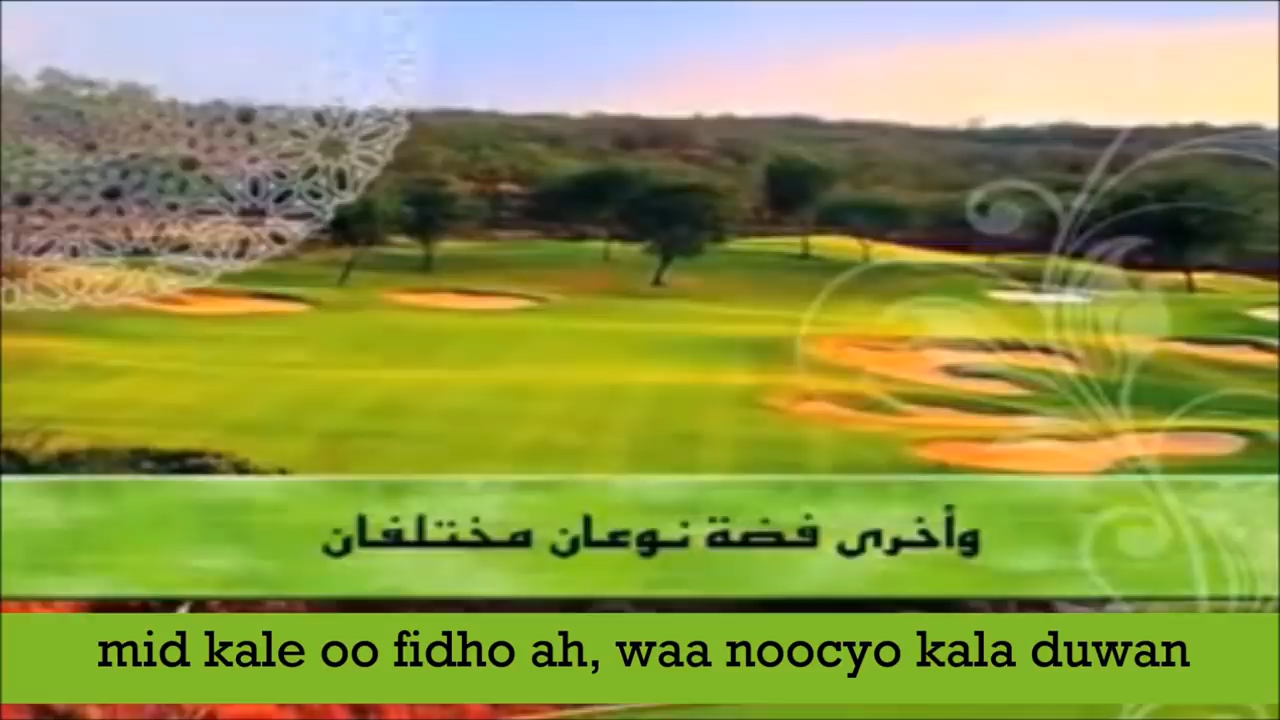 وأخرى فضة نوعان مختلفان
mid kale oo fidho ah, waa noocyo kala duwan